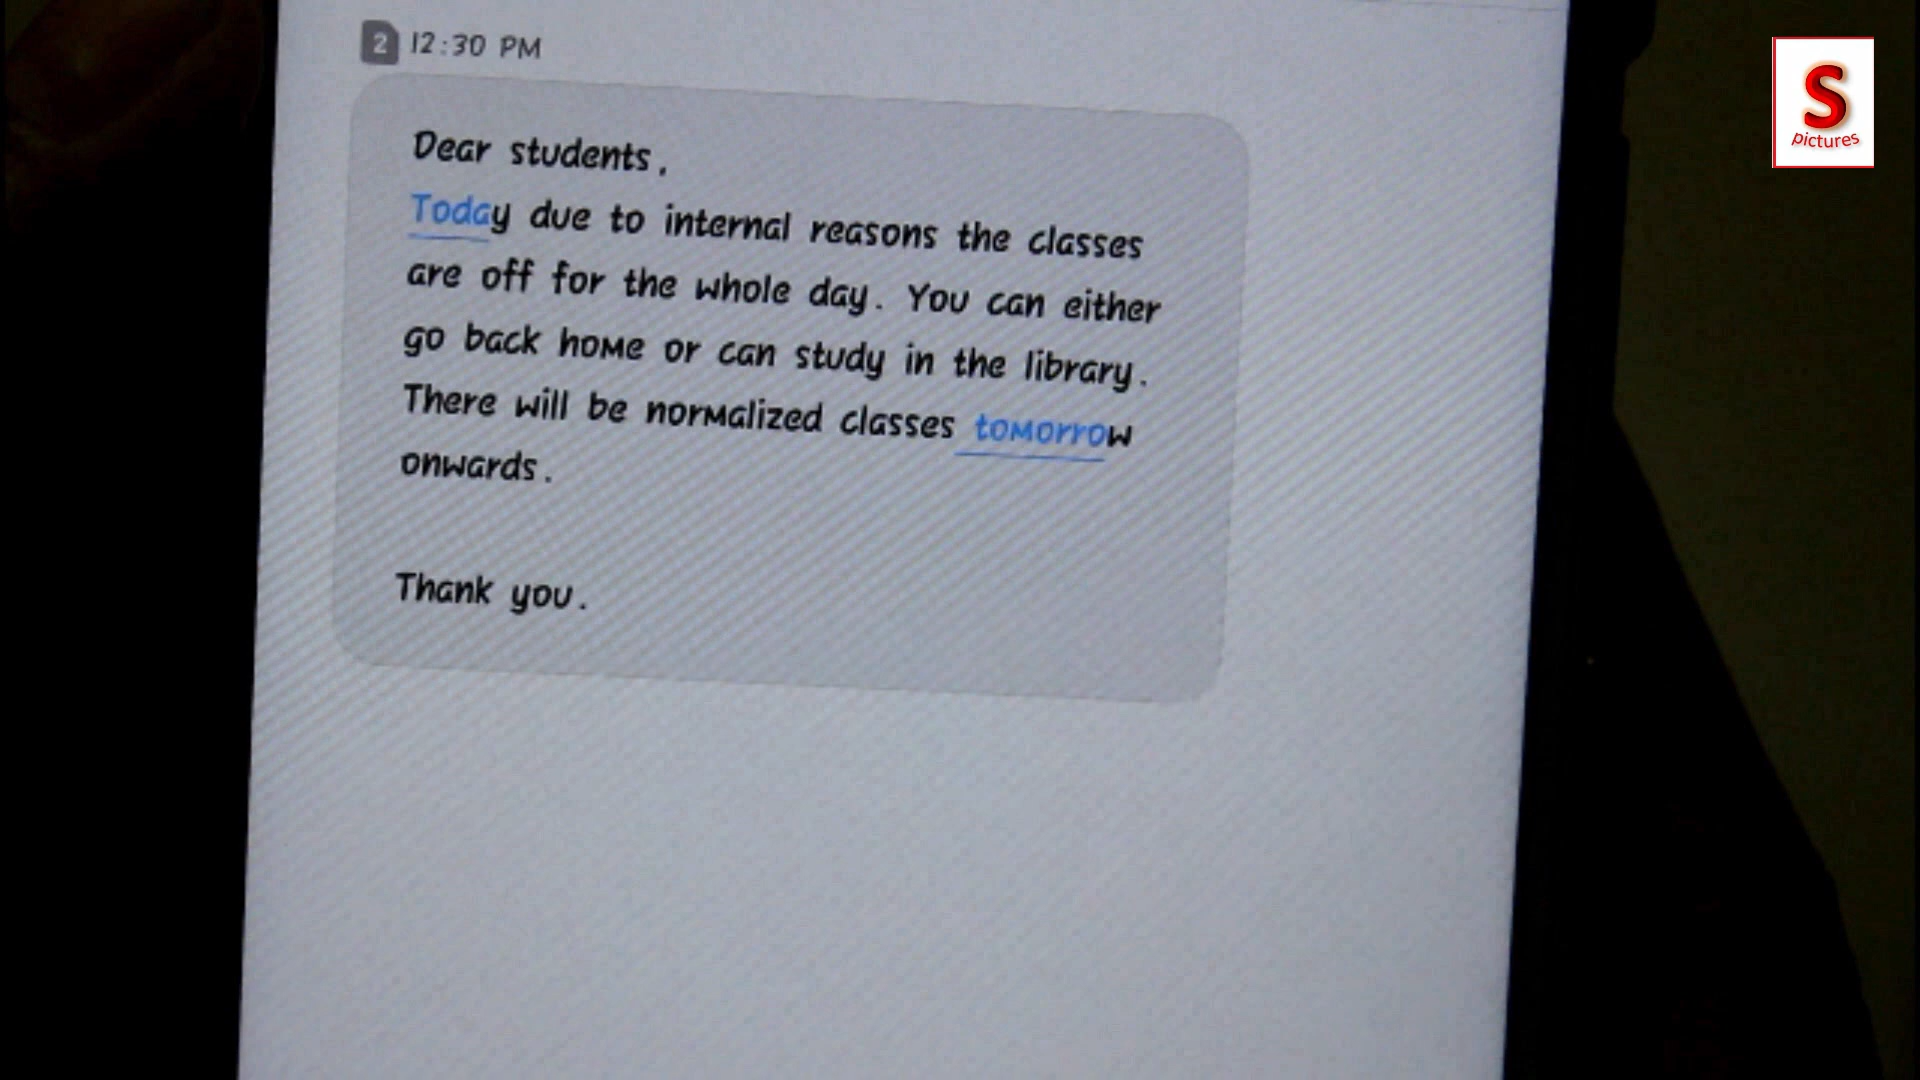 2 12:30 PM
Dear students,
Today due to internal reasons the classes
are off for the whole day. You can either
go back home or can study in the library.
There will be normalized classes tomorrow
onwards.
Thank you.
S
pictures